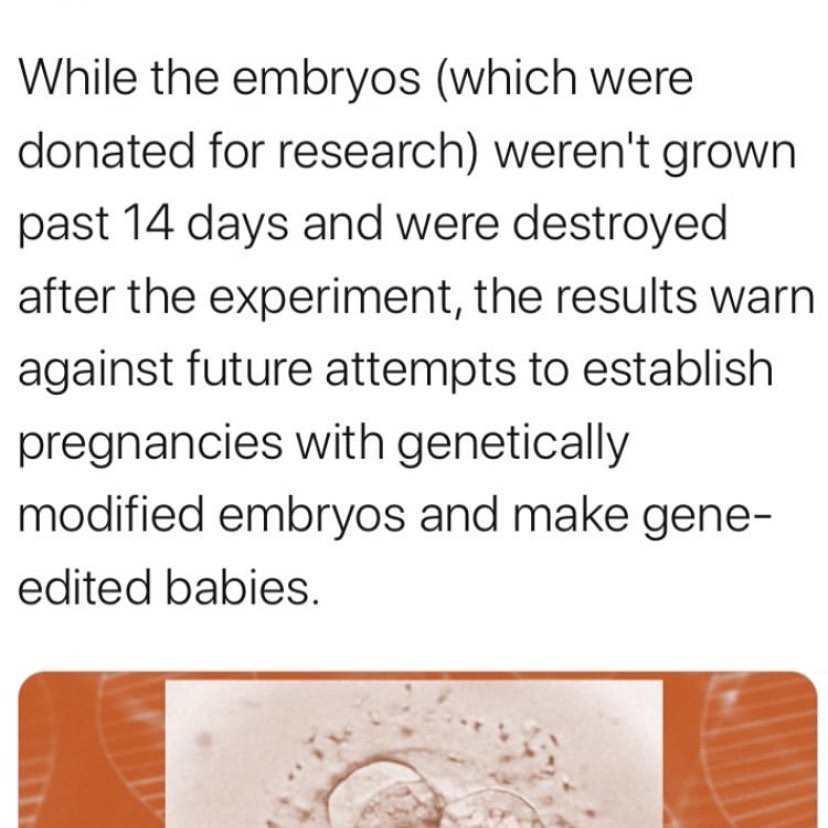 While the embryos (which were
donated for research) weren't grown
past 14 days and were destroyed
after the experiment, the results warn
against future attempts to establish
pregnancies with genetically
modified embryos and make gene-
edited babies.